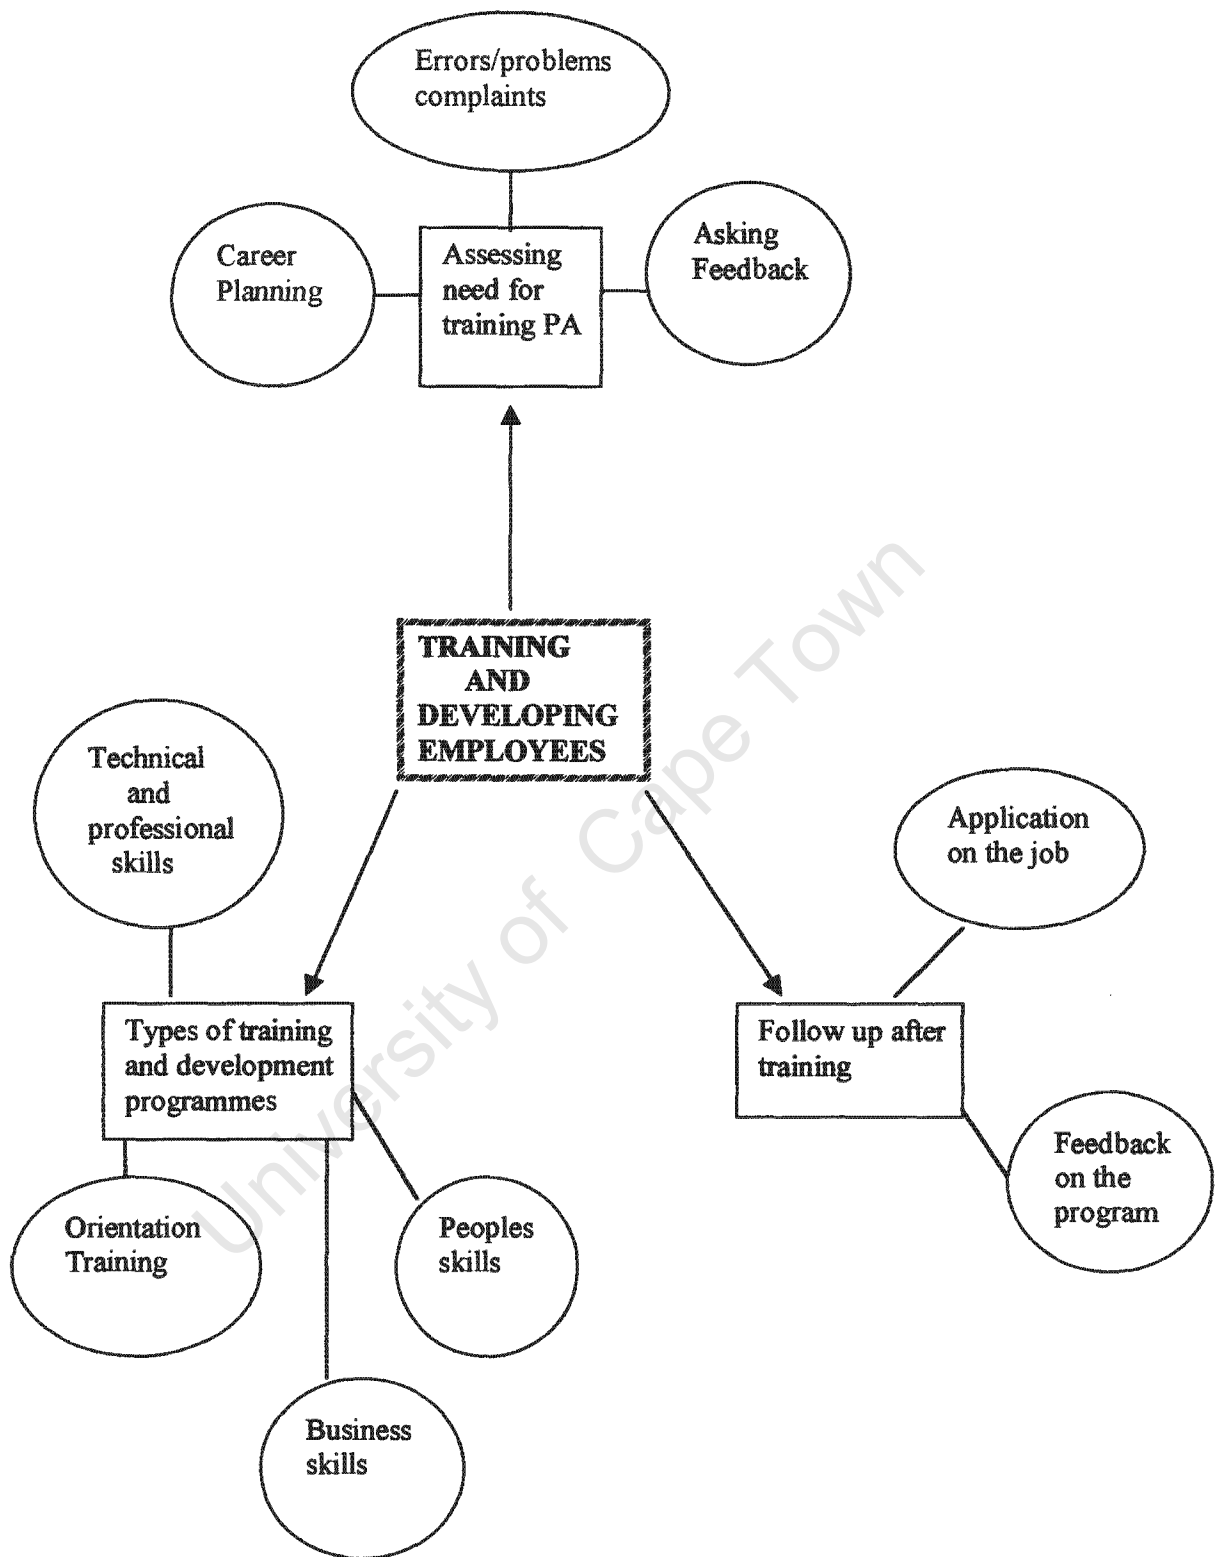 Errors/problems
complaints
Career
Planning
Assessing
need for
training PA
Asking
Feedback
TRAINING
AND
DEVELOPING
EMPLOYEES
Technical
and
professional
skills
Application
on the job
Types of training
and development
programmes
Follow up after
training
Orientation
Training
Peoples
skills
Feedback
on the
program
Business
skills
University of Cape Town